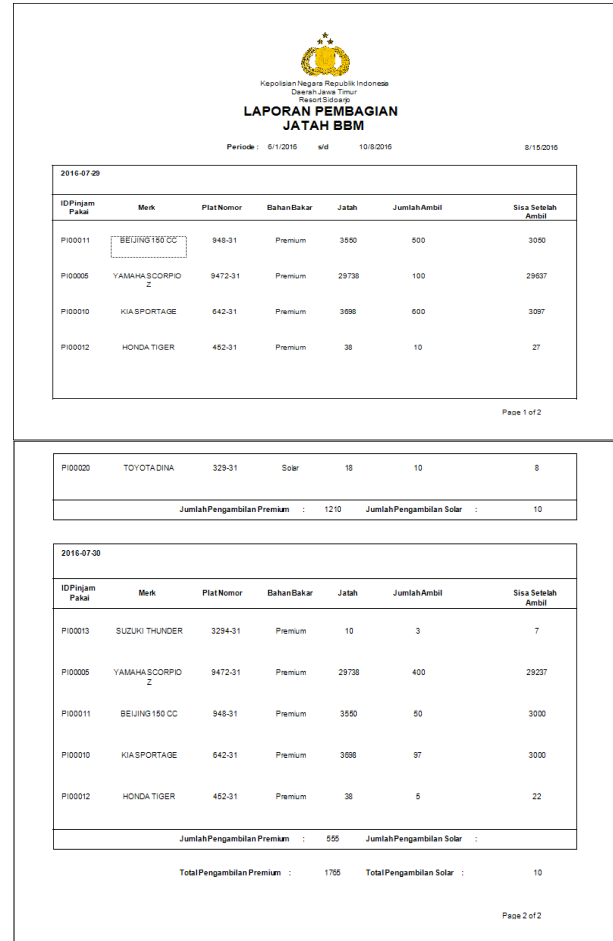 Kepolisian Negara Republik Indonesia
Daerah Jawa Timur
Resort Sidoarjo
LAPORAN PEMBAGIAN
JATAH BBM
Periode : 6/1/2016 s/d 10/8/2016 8/15/2016
2016-07-29
ID Pinjam Pakai Merk Plat Nomor Bahan Bakar Jatah Jumlah Ambil Sisa Setelah Ambil
PI00011 BEIJING 150 CC 948-31 Premium 3550 500 3050
PI00005 YAMAHA SCORPIO Z 9472-31 Premium 29738 100 29637
PI00010 KIA SPORTAGE 642-31 Premium 3698 600 3097
PI00012 HONDA TIGER 452-31 Premium 38 10 27
Page 1 of 2
PI00020 TOYOTA DINA 329-31 Solar 18 10 8
Jumlah Pengambilan Premium : 1210 Jumlah Pengambilan Solar : 10
2016-07-30
ID Pinjam Pakai Merk Plat Nomor Bahan Bakar Jatah Jumlah Ambil Sisa Setelah Ambil
PI00013 SUZUKI THUNDER 3294-31 Premium 10 3 7
PI00005 YAMAHA SCORPIO Z 9472-31 Premium 29738 400 29237
PI00011 BEIJING 150 CC 948-31 Premium 3550 50 3000
PI00010 KIA SPORTAGE 642-31 Premium 3698 97 3000
PI00012 HONDA TIGER 452-31 Premium 38 5 22
Jumlah Pengambilan Premium : 555 Jumlah Pengambilan Solar :
Total Pengambilan Premium : 1765 Total Pengambilan Solar : 10
Page 2 of 2